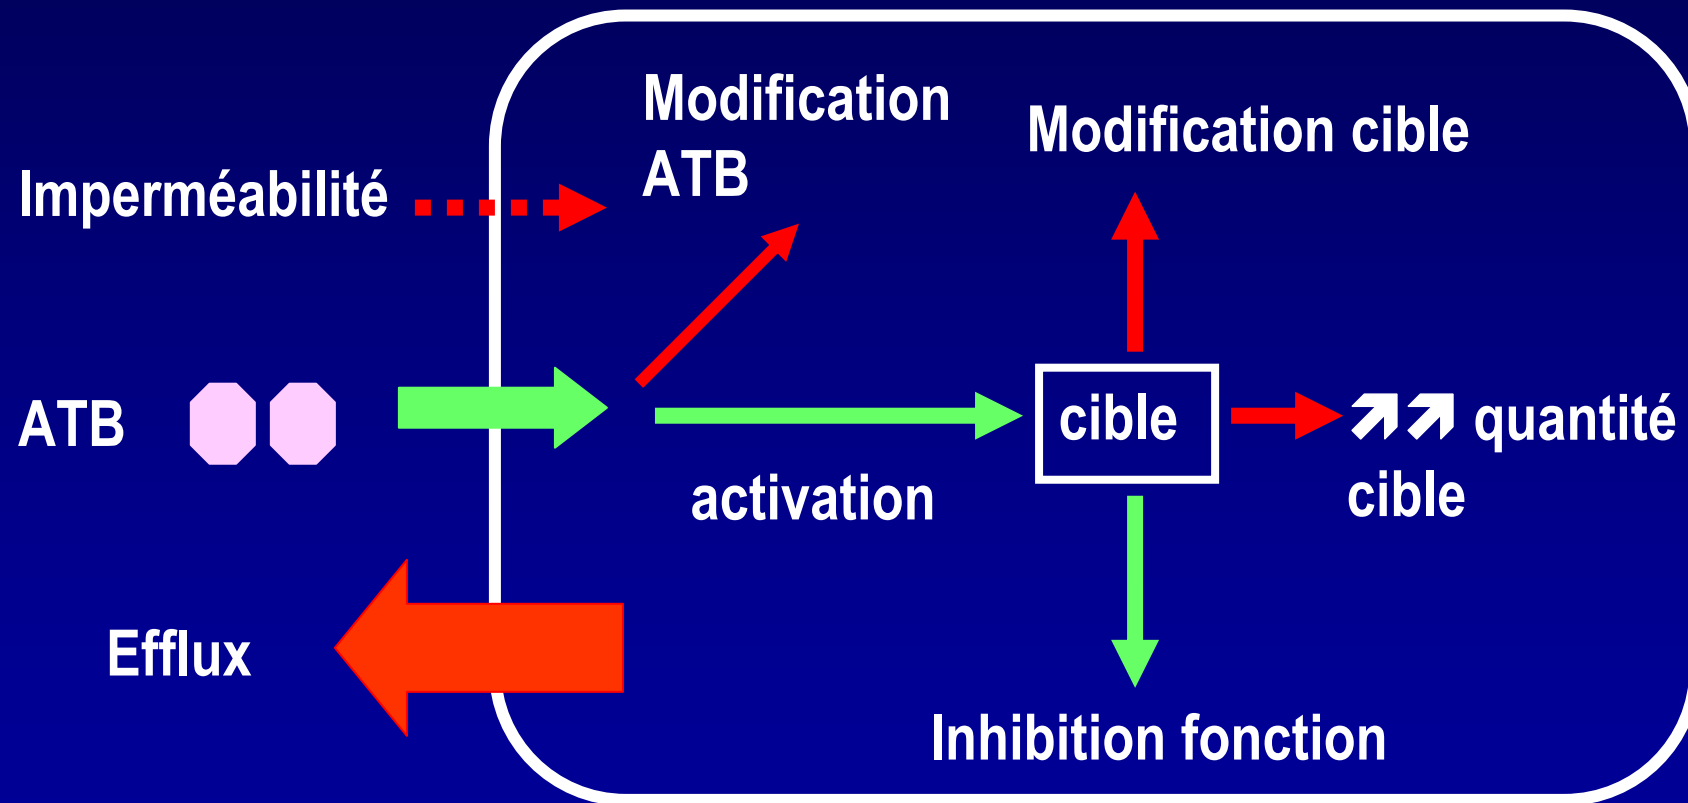 Modification
ATB
Modification cible
Imperméabilité
ATB
cible
↗↗ quantité
cible
activation
Efflux
Inhibition fonction